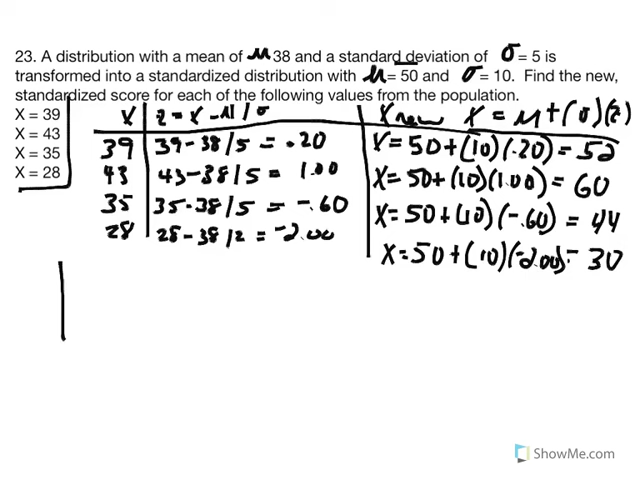 23. A distribution with a mean of μ 38 and a standard deviation of σ = 5 is
transformed into a standardized distribution with μ = 50 and σ = 10. Find the new,
standardized score for each of the following values from the population.
X = 39
X = 43
X = 35
X = 28
X z = X - M / σ X new X = μ + (σ)(z)
39 39 - 38 / 5 = .20 X = 50 + (10)(.20) = 52
43 43 - 38 / 5 = 1.00 X = 50 + (10)(1.00) = 60
35 35 - 38 / 5 = -.60 X = 50 + (10)(-.60) = 44
28 28 - 38 / 2 = -2.00 X = 50 + (10)(-2.00) = 30
ShowMe.com